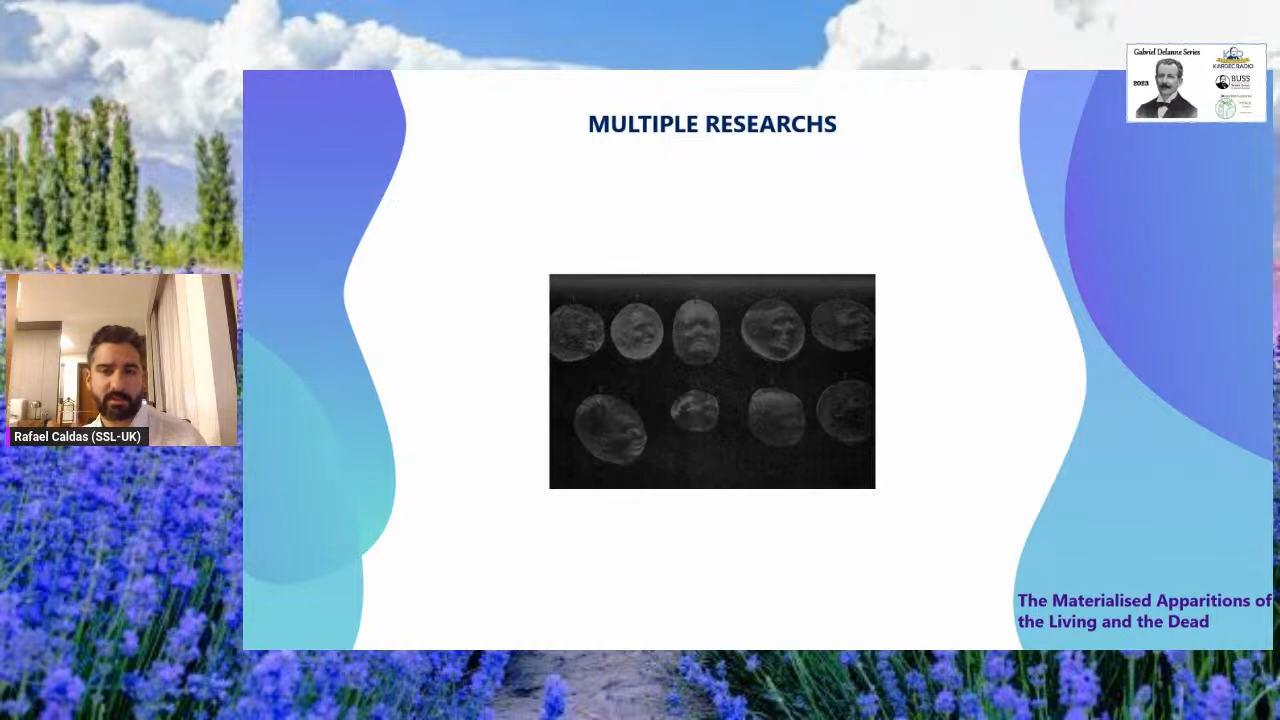 Gabriel Delanne Series
2023
KARDEC RADIO
BUSS
MULTIPLE RESEARCHS
Rafael Caldas (SSL-UK)
The Materialised Apparitions of
the Living and the Dead